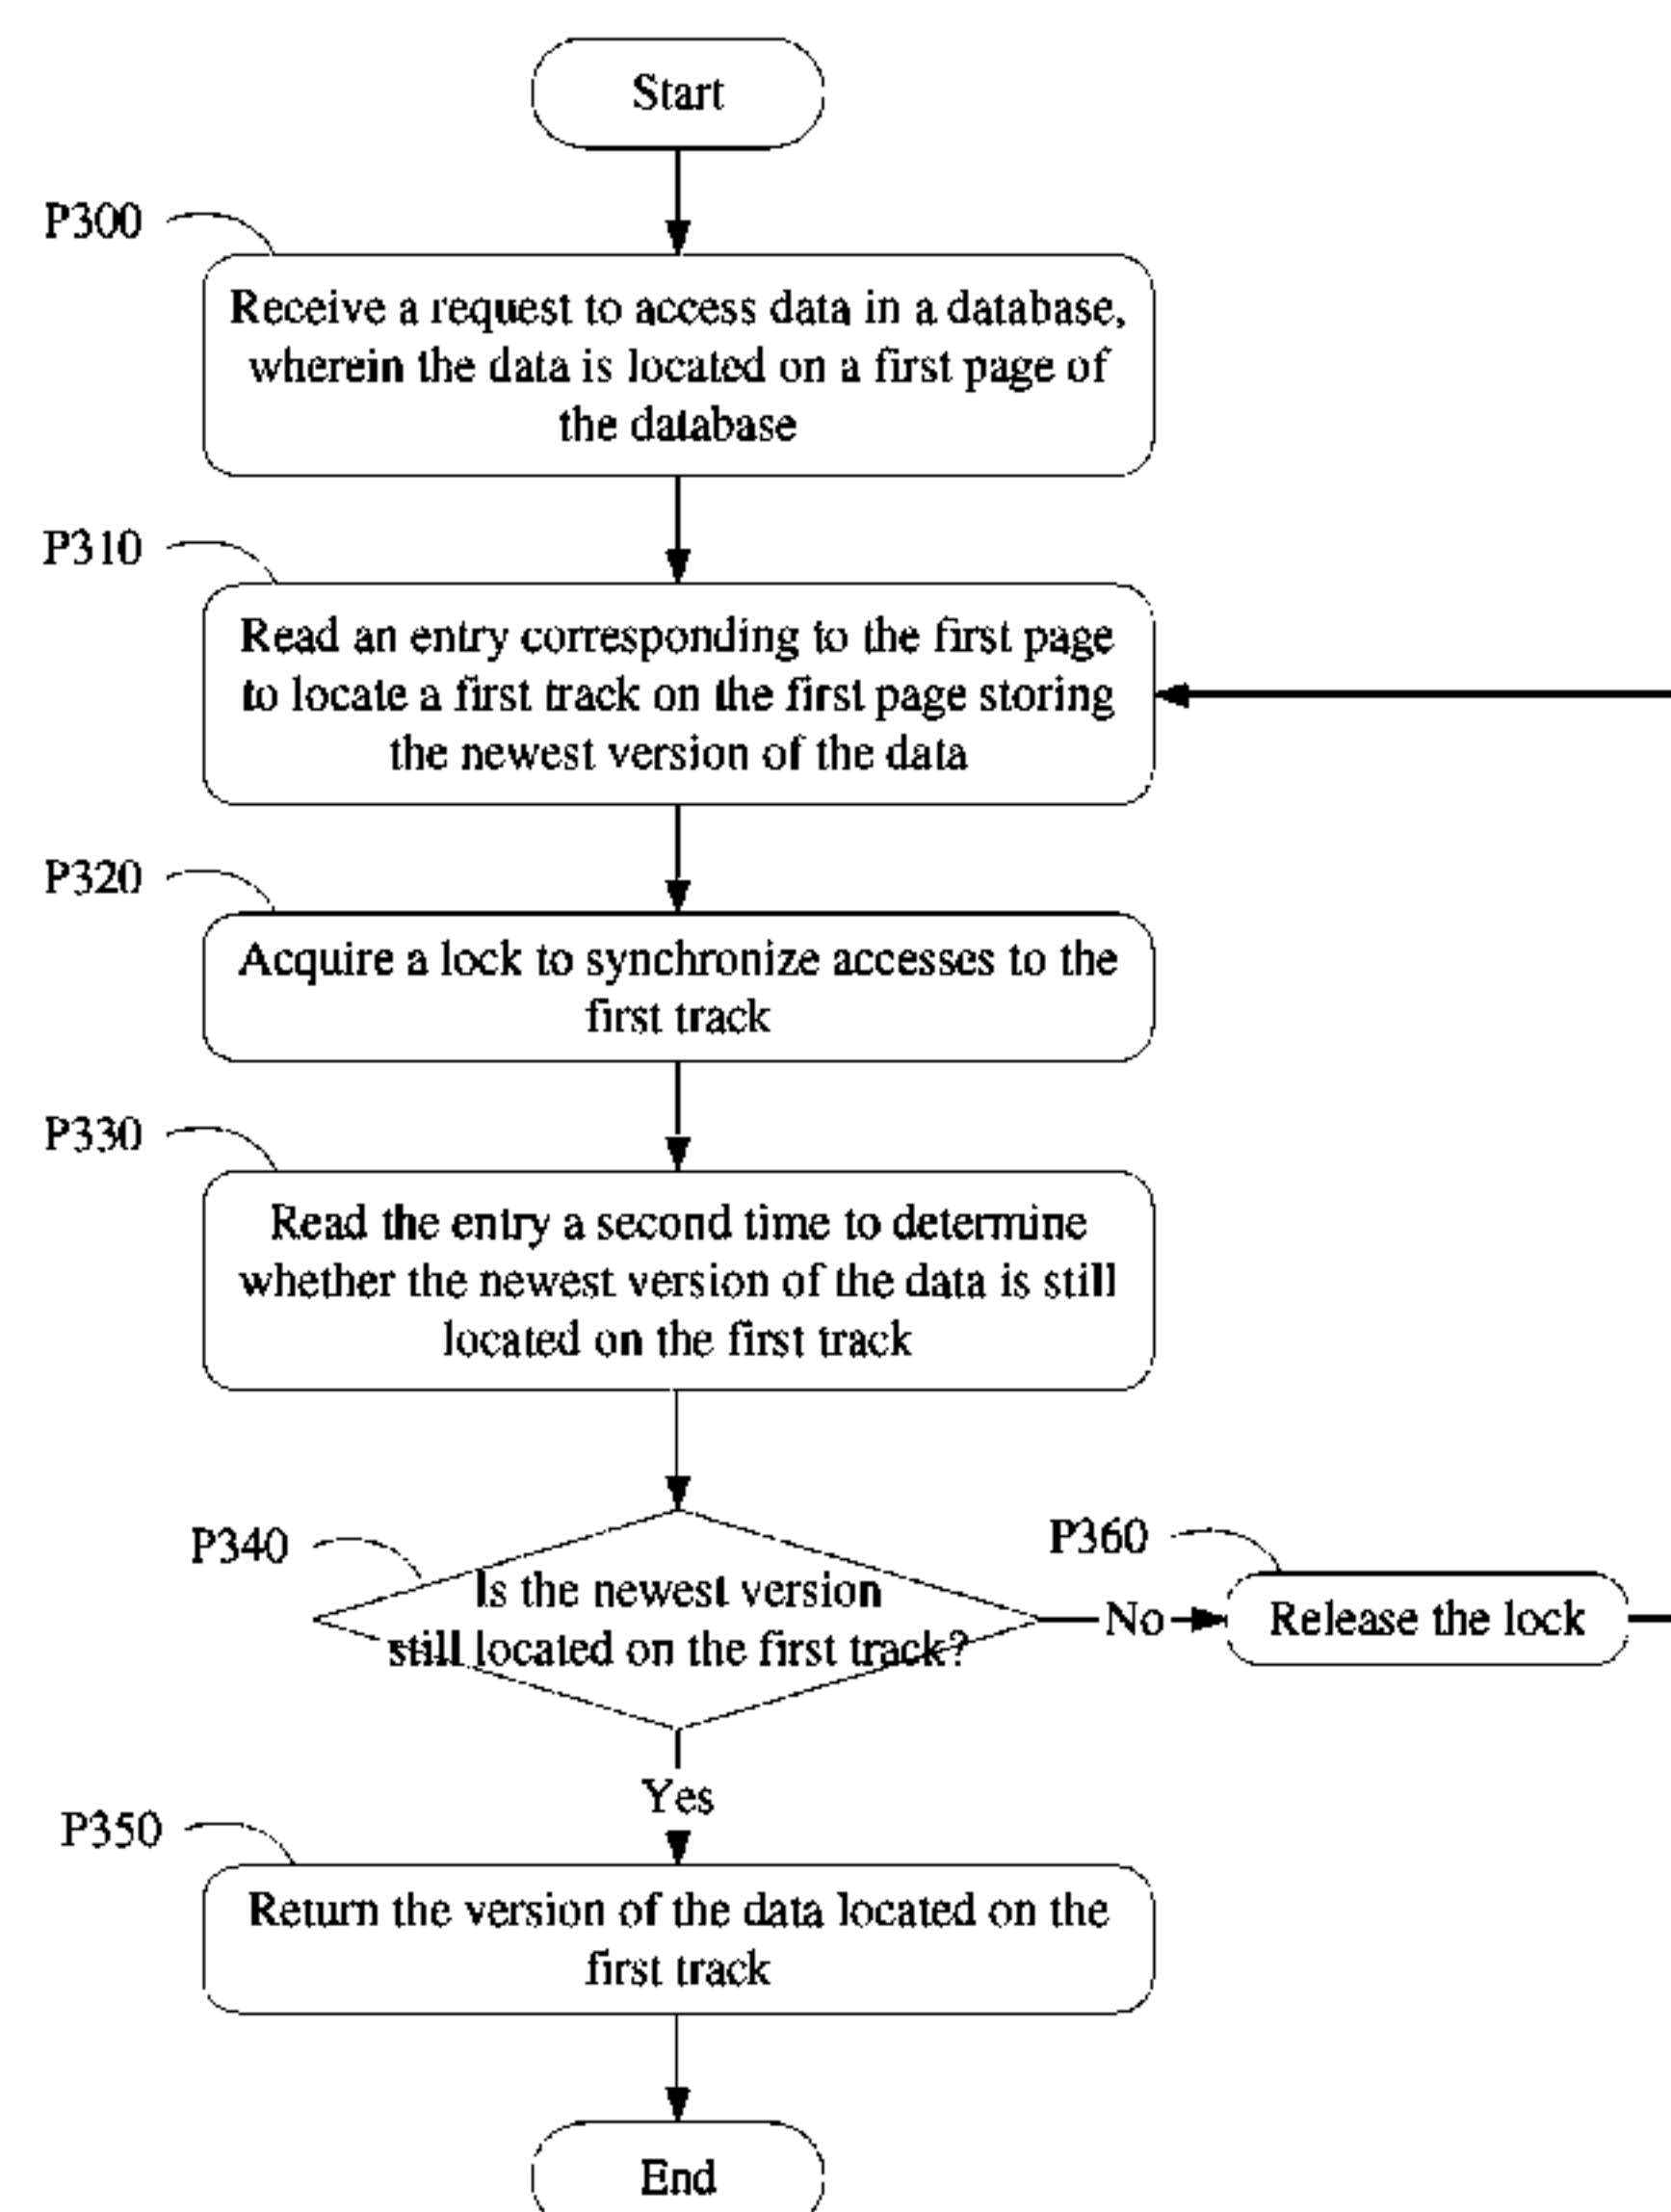 Start
P300
Receive a request to access data in a database,
wherein the data is located on a first page of
the database
P310
Read an entry corresponding to the first page
to locate a first track on the first page storing
the newest version of the data
P320
Acquire a lock to synchronize accesses to the
first track
P330
Read the entry a second time to determine
whether the newest version of the data is still
located on the first track
P340
Is the newest version
still located on the first track?
No
P360
Release the lock
Yes
P350
Return the version of the data located on the
first track
End